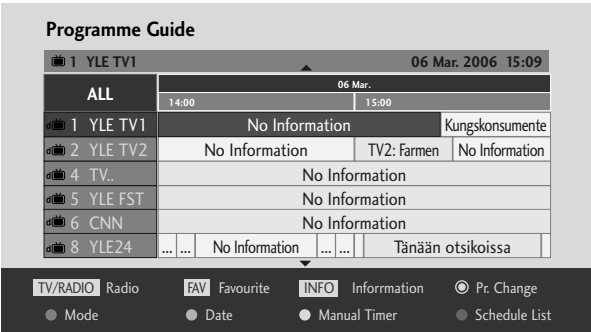 Programme Guide
1 YLE TV1 06 Mar. 2006 15:09
ALL 06 Mar.
14:00 15:00
1 YLE TV1 No Information Kungskonsumente
2 YLE TV2 No Information TV2: Farmen No Information
4 TV.. No Information
5 YLE FST No Information
6 CNN No Information
8 YLE24 ... ... No Information ... ... Tänään otsikoissa
TV/RADIO Radio FAV Favourite INFO Information Pr. Change
Mode Date Manual Timer Schedule List